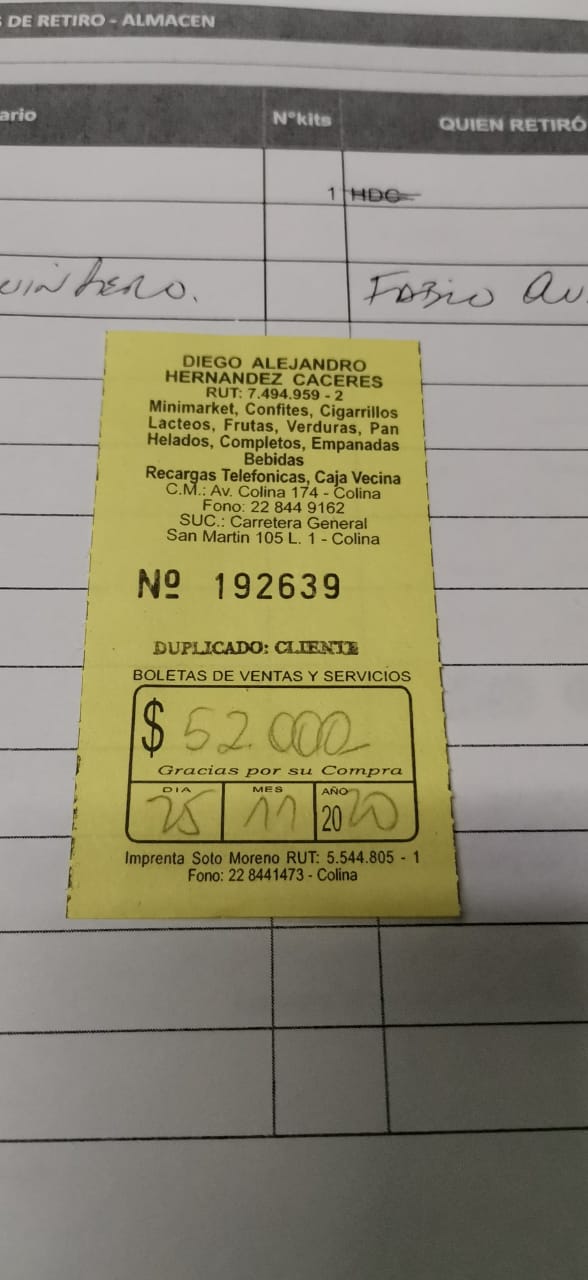 DE RETIRO - ALMACEN
ario
N°kits
QUIEN RETIRÓ
1 HDC
FABIO
DIEGO ALEJANDRO
HERNANDEZ CACERES
RUT: 7.494.959 - 2
Minimarket, Confites, Cigarrillos
Lacteos, Frutas, Verduras, Pan
Helados, Completos, Empanadas
Bebidas
Recargas Telefonicas, Caja Vecina
C.M.: Av. Colina 174 - Colina
Fono: 22 844 9162
SUC.: Carretera General
San Martin 105 L. 1 - Colina
Nº 192639
DUPLICADO: CLIENTE
BOLETAS DE VENTAS Y SERVICIOS
$ 52.000
Gracias por su Compra
DIA MES AÑO
25 11 2020
Imprenta Soto Moreno RUT: 5.544.805 - 1
Fono: 22 8441473 - Colina